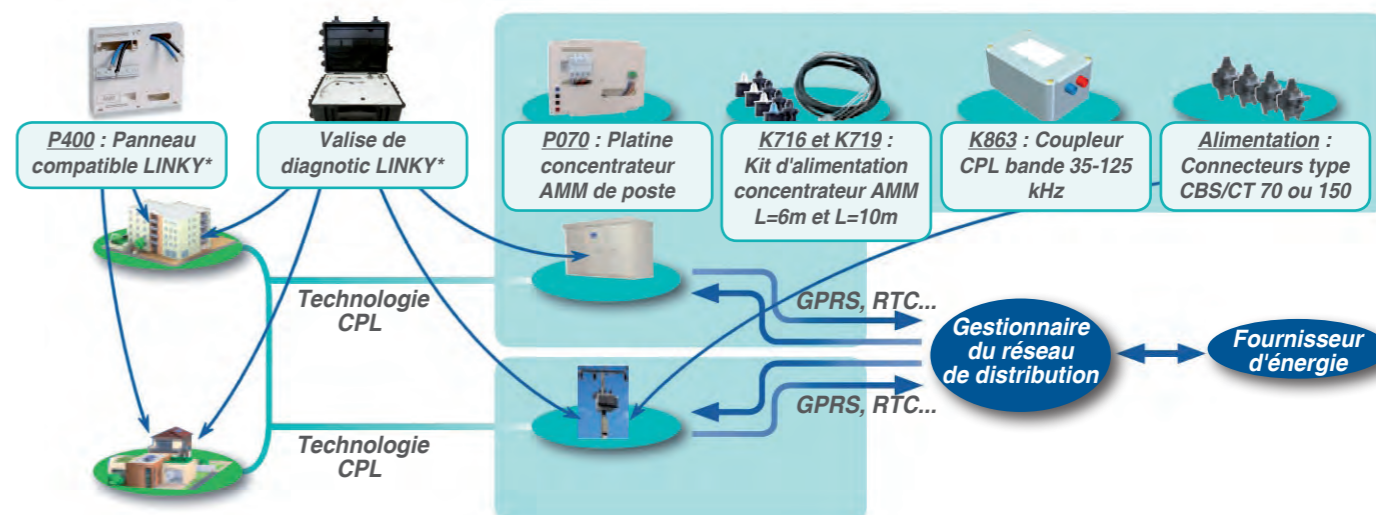 P400 : Panneau
compatible LINKY*
Valise de
diagnotic LINKY*
P070 : Platine
concentrateur
AMM de poste
K716 et K719 :
Kit d'alimentation
concentrateur AMM
L=6m et L=10m
K863 : Coupleur
CPL bande 35-125
kHz
Alimentation :
Connecteurs type
CBS/CT 70 ou 150
Technologie
CPL
GPRS, RTC...
Gestionnaire
du réseau
de distribution
Fournisseur
d'énergie
GPRS, RTC...
Technologie
CPL